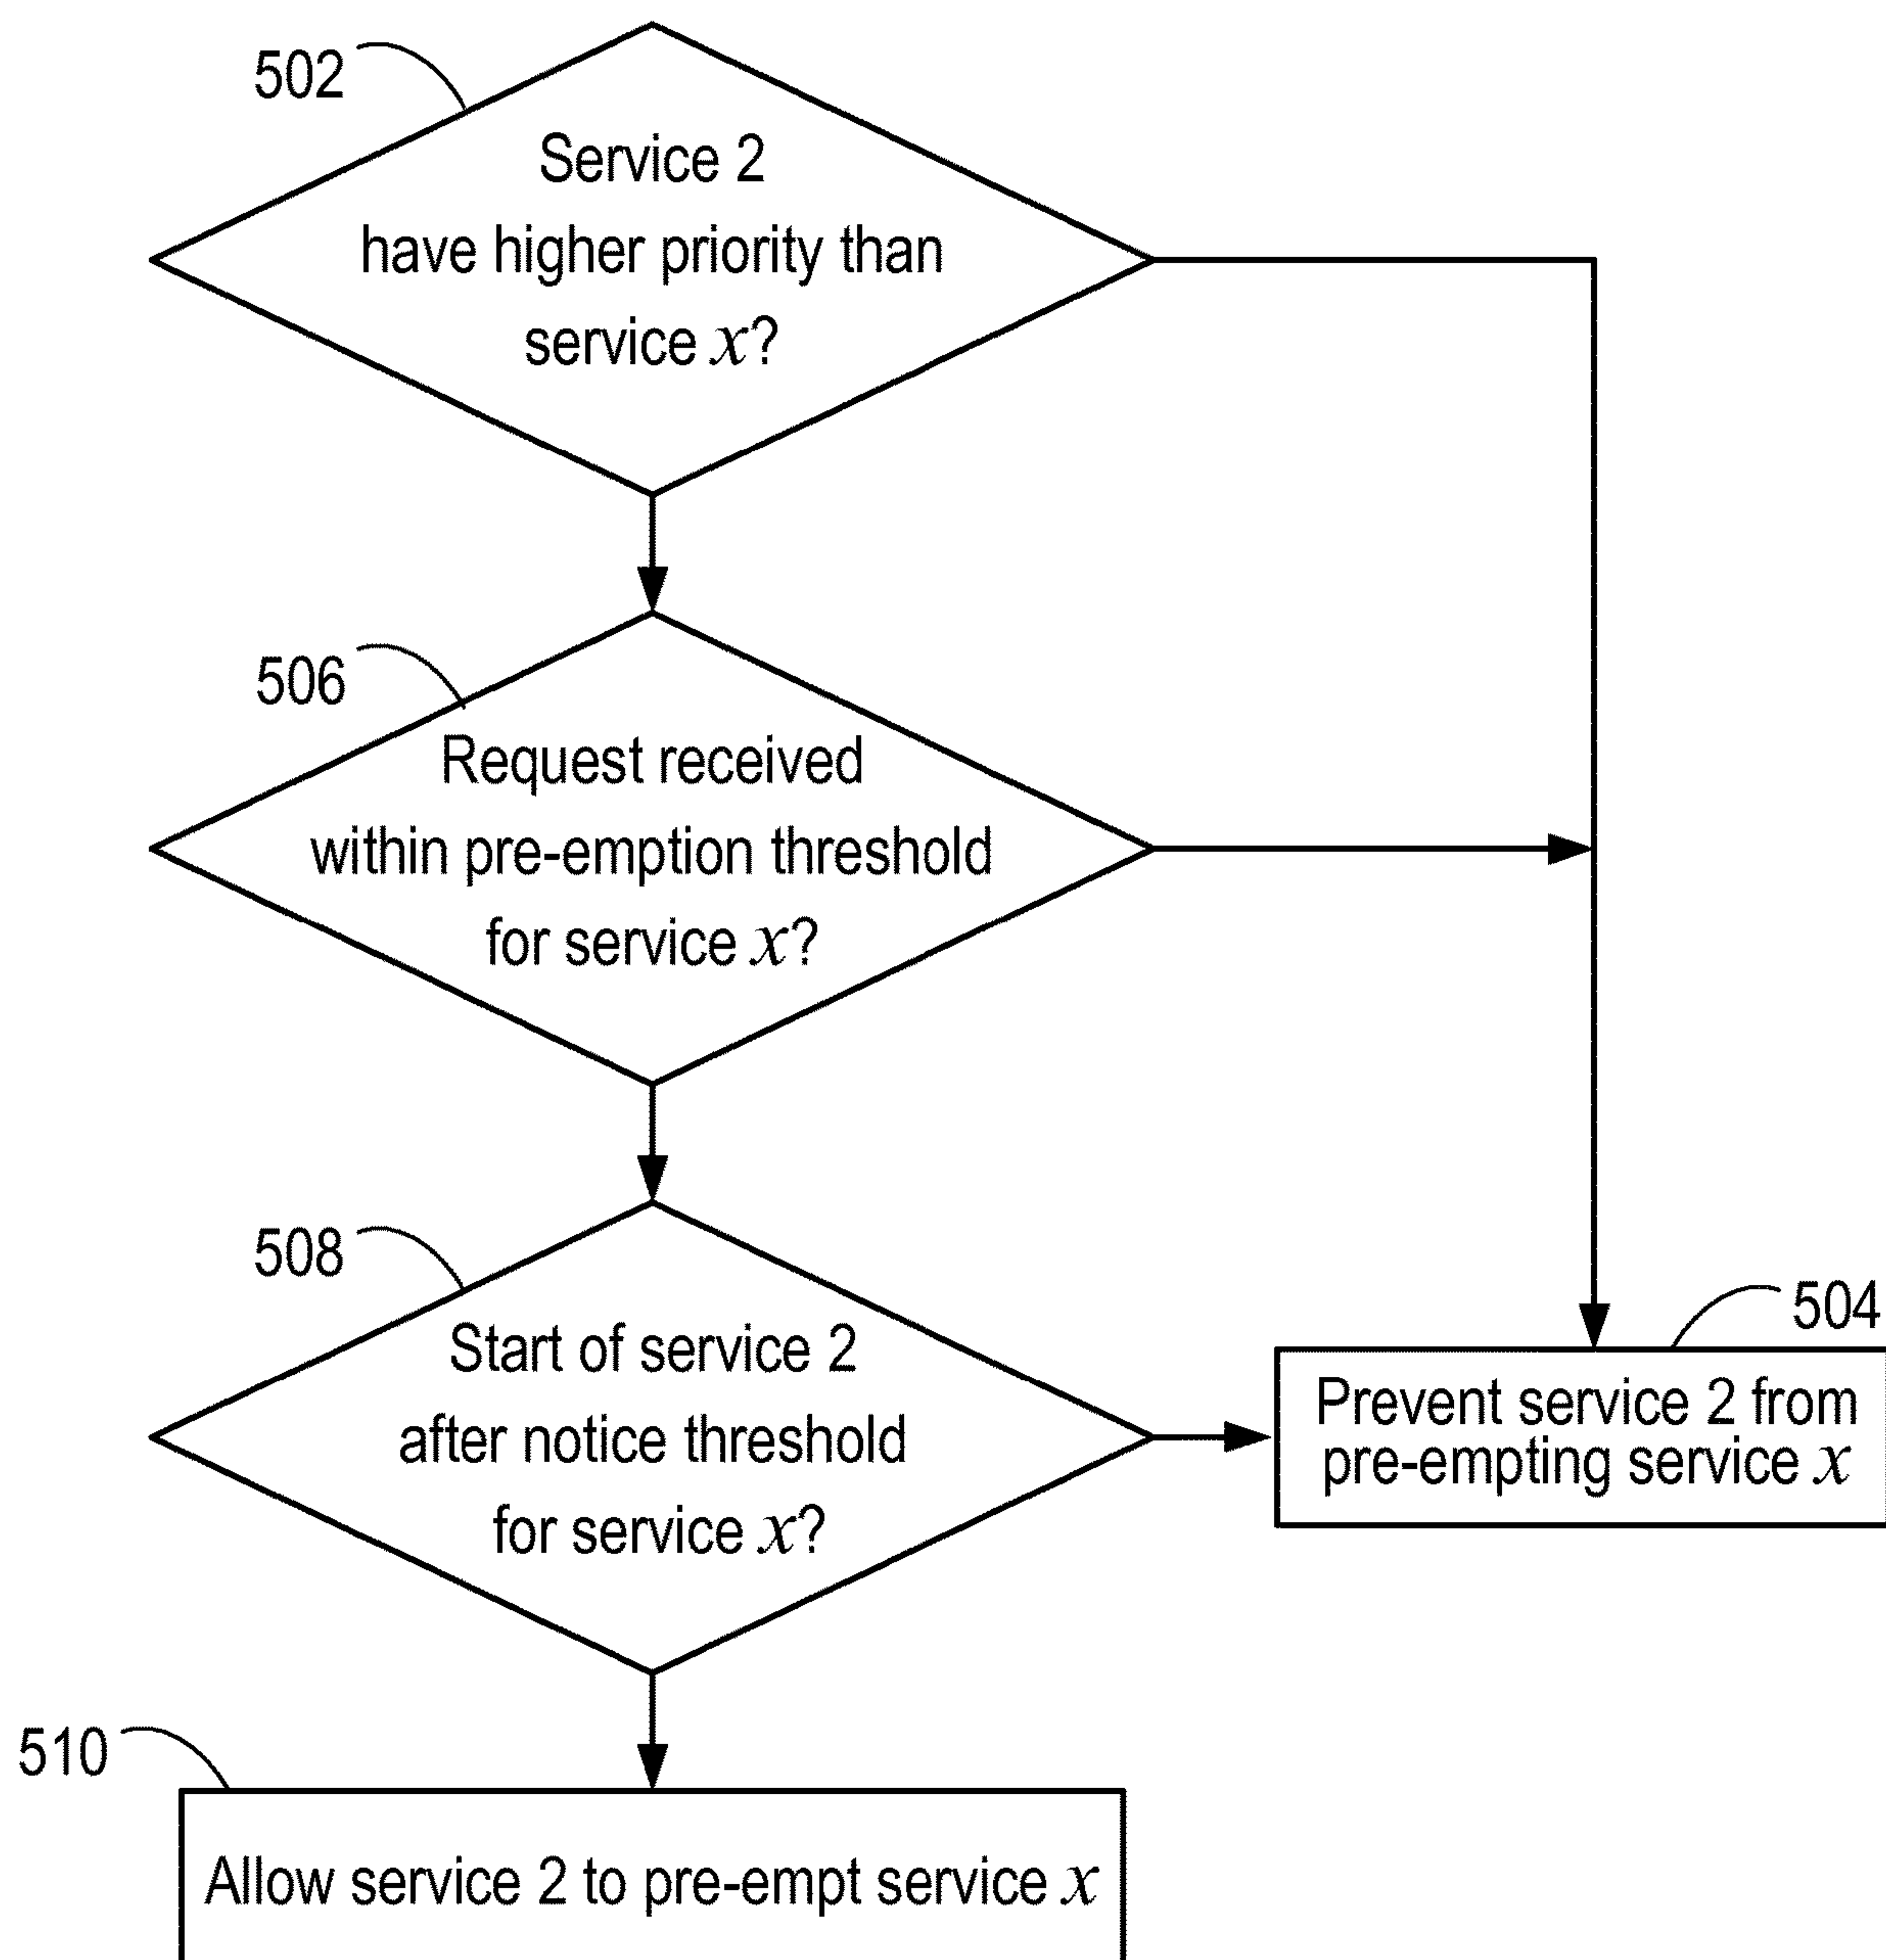 502
Service 2
have higher priority than
service x?
506
Request received
within pre-emption threshold
for service x?
508
Start of service 2
after notice threshold
for service x?
504
Prevent service 2 from
pre-empting service x
510
Allow service 2 to pre-empt service x